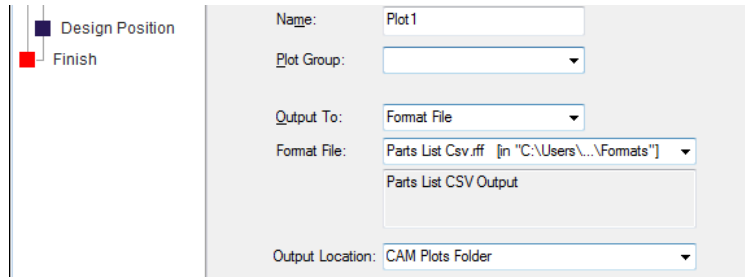 Design Position
Finish
Name: Plot1
Plot Group:
Output To: Format File
Format File: Parts List Csv.rff [in "C:\Users\...\Formats"]
Parts List CSV Output
Output Location: CAM Plots Folder